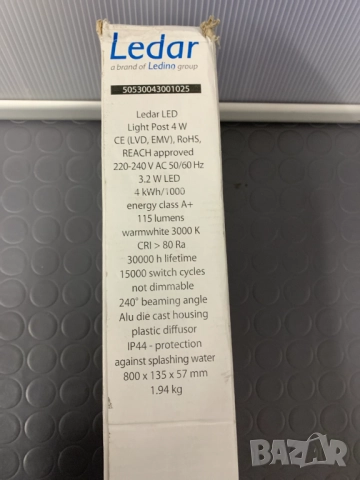 Ledar
a brand of Ledino group
50530043001025
Ledar LED
Light Post 4 W
CE (LVD, EMV), RoHS,
REACH approved
220-240 V AC 50/60 Hz
3.2 W LED
4 kWh/1000
energy class A+
115 lumens
warmwhite 3000 K
CRI > 80 Ra
30000 h lifetime
15000 switch cycles
not dimmable
240° beaming angle
Alu die cast housing
plastic diffusor
IP44 - protection
against splashing water
800 x 135 x 57 mm
1.94 kg
BAZAR